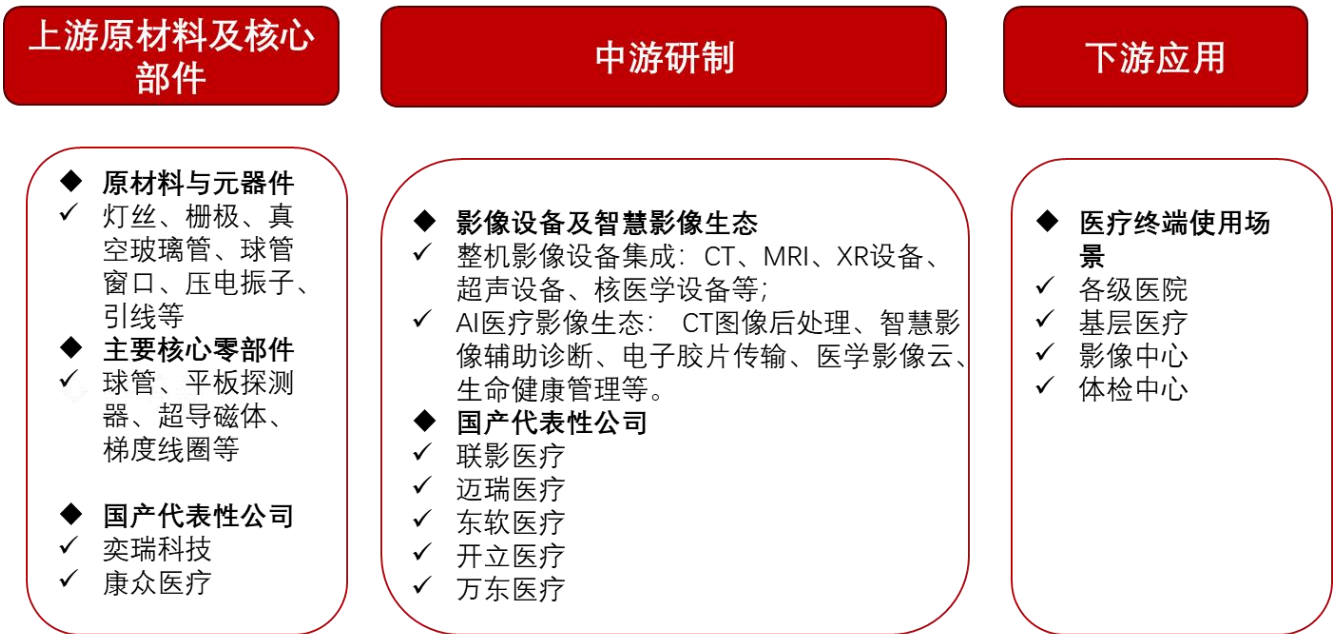 上游原材料及核心
部件
◆ 原材料与元器件
✓ 灯丝、栅极、真
空玻璃管、球管
窗口、压电振子、
引线等
◆ 主要核心零部件
✓ 球管、平板探测
器、超导磁体、
梯度线圈等
◆ 国产代表性公司
✓ 奕瑞科技
✓ 康众医疗
中游研制
◆ 影像设备及智慧影像生态
✓ 整机影像设备集成：CT、MRI、XR设备、
超声设备、核医学设备等；
✓ AI医疗影像生态： CT图像后处理、智慧影
像辅助诊断、电子胶片传输、医学影像云、
生命健康管理等。
◆ 国产代表性公司
✓ 联影医疗
✓ 迈瑞医疗
✓ 东软医疗
✓ 开立医疗
✓ 万东医疗
下游应用
◆ 医疗终端使用场
景
✓ 各级医院
✓ 基层医疗
✓ 影像中心
✓ 体检中心